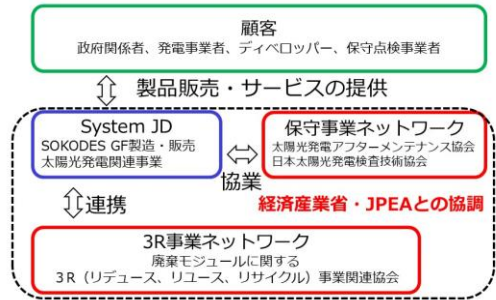 顧客
政府関係者、発電事業者、ディベロッパー、保守点検事業者
製品販売・サービスの提供
System JD
SOKODES GF製造・販売
太陽光発電関連事業
協業
保守事業ネットワーク
太陽光発電アフターメンテナンス協会
日本太陽光発電検査技術協会
経済産業省・JPEAとの協調
連携
3R事業ネットワーク
廃棄モジュールに関する
3R（リデュース、リユース、リサイクル）事業関連協会